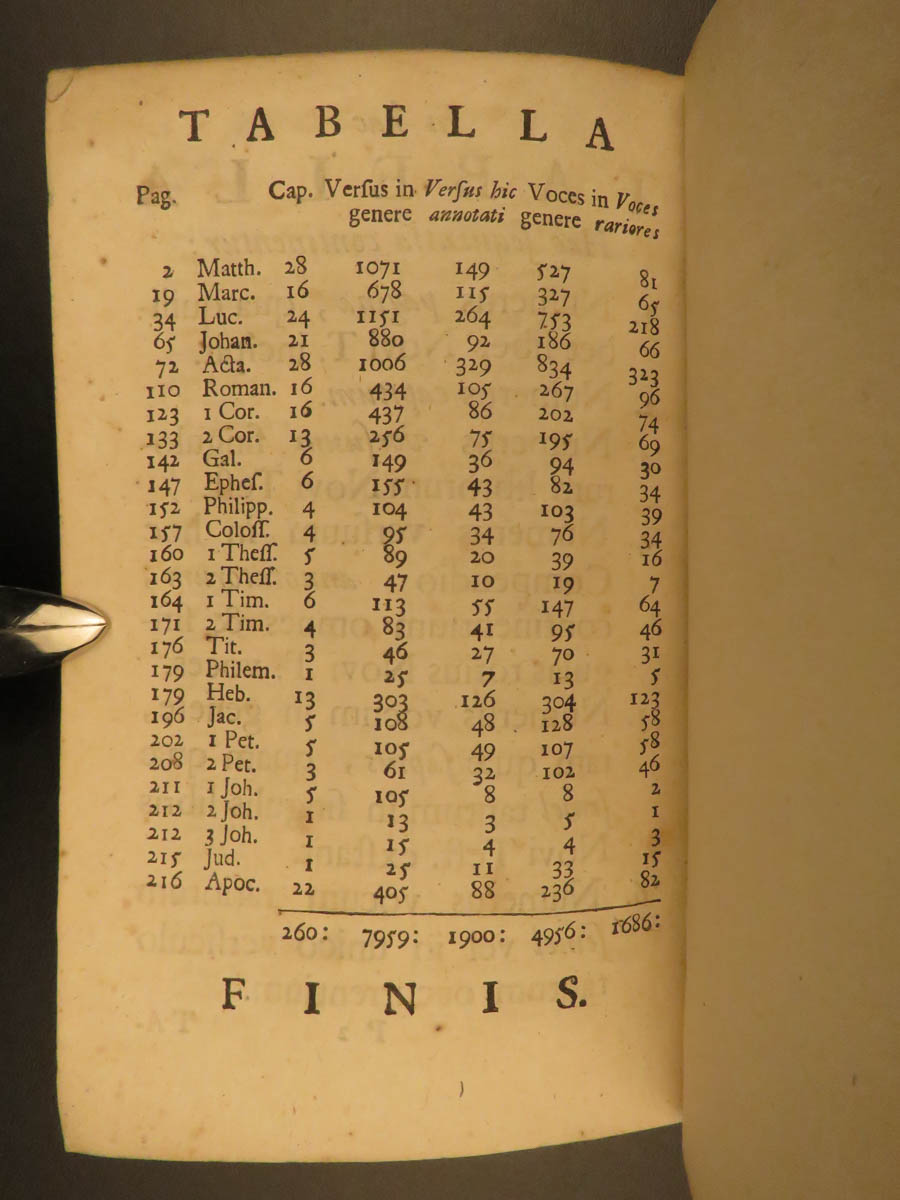 TABELLA
Pag. Cap. Verſus in Verſus hic Voces in Voces
genere annotati genere rariores
2 Matth. 28 1071 149 527 81
19 Marc. 16 678 115 327 65
34 Luc. 24 1151 264 753 218
65 Johan. 21 880 92 186 66
72 Acta. 28 1006 329 834 323
110 Roman. 16 434 105 267 96
123 1 Cor. 16 437 86 202 74
133 2 Cor. 13 256 75 195 69
142 Gal. 6 149 36 94 30
147 Epheſ. 6 155 43 82 34
152 Philipp. 4 104 43 103 39
157 Coloſſ. 4 95 34 76 34
160 1 Theſſ. 5 89 20 39 16
163 2 Theſſ. 3 47 10 19 7
164 1 Tim. 6 113 55 147 64
171 2 Tim. 4 83 41 95 46
176 Tit. 3 46 27 70 31
179 Philem. 1 25 7 13 5
179 Heb. 13 303 126 304 123
196 Jac. 5 108 48 128 58
202 1 Pet. 5 105 49 107 58
208 2 Pet. 3 61 32 102 46
211 1 Joh. 5 105 8 8 2
212 2 Joh. 1 13 3 5 1
212 3 Joh. 1 15 4 4 3
215 Jud. 1 25 11 33 15
216 Apoc. 22 405 88 236 82
260: 7959: 1900: 4956: 1686:
FINIS.